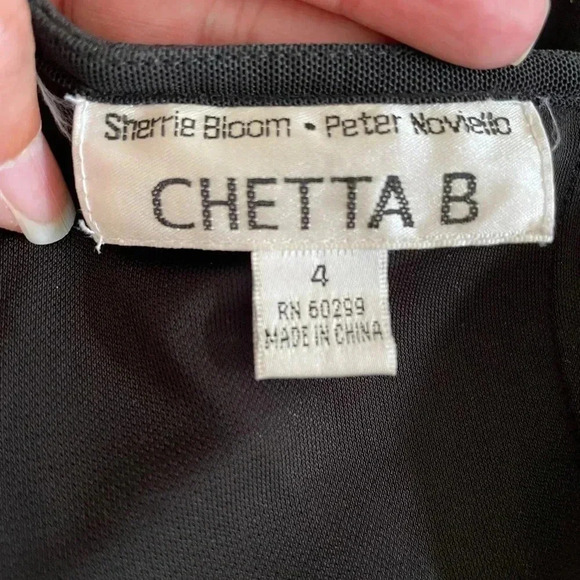 Sherrie Bloom • Peter Noviello
CHETTA B
4
RN 60299
MADE IN CHINA